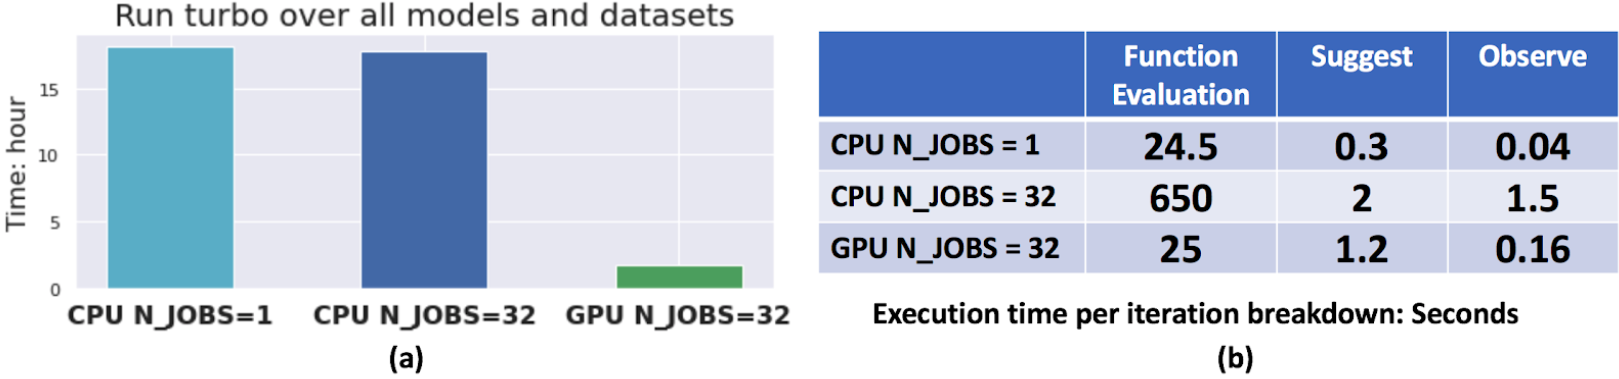 Run turbo over all models and datasets
Time: hour
15
10
5
0
CPU N_JOBS=1 CPU N_JOBS=32 GPU N_JOBS=32
(a)
Function Evaluation Suggest Observe
CPU N_JOBS = 1 24.5 0.3 0.04
CPU N_JOBS = 32 650 2 1.5
GPU N_JOBS = 32 25 1.2 0.16
Execution time per iteration breakdown: Seconds
(b)